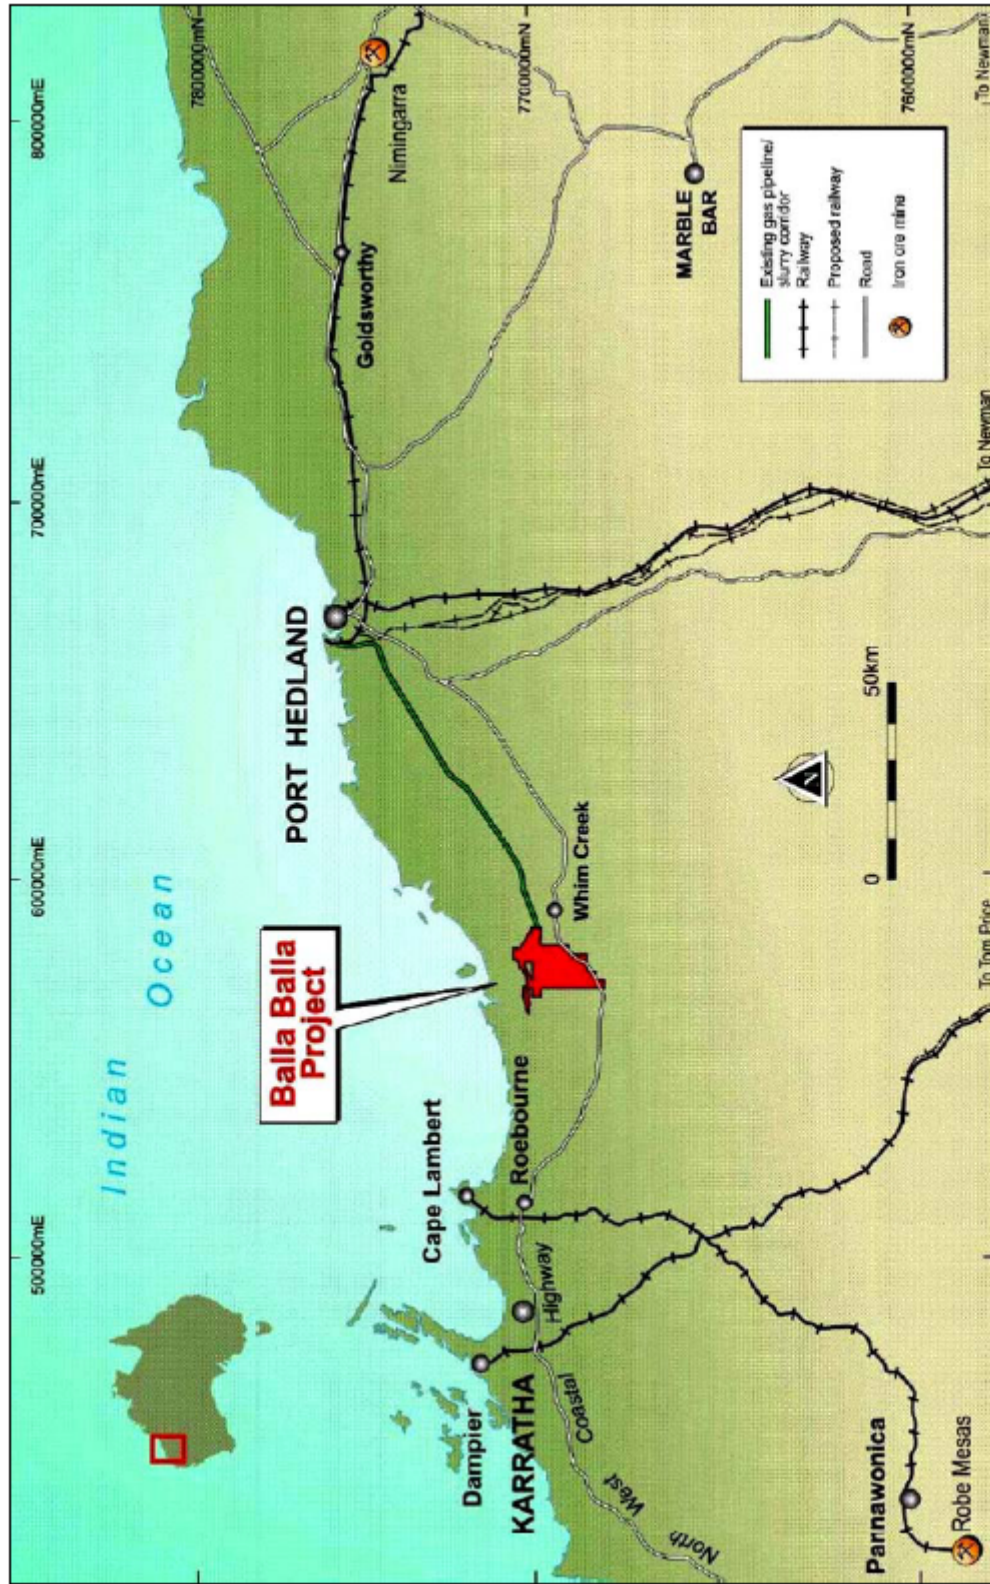 500000mE
600000mE
700000mE
800000mE
7800000mN
7700000mN
7600000mN
Indian
Ocean
Balla Balla
Project
PORT HEDLAND
Goldsworthy
Nimingarra
Cape Lambert
Dampier
Roebourne
KARRATHA
Whim Creek
North West Coastal Highway
MARBLE
BAR
Parnawonica
Robe Mesas
N
0
50km
Existing gas pipeline/
slurry corridor
Railway
Proposed railway
Road
Iron ore mine
To Tom Price
To Newman
To Newman